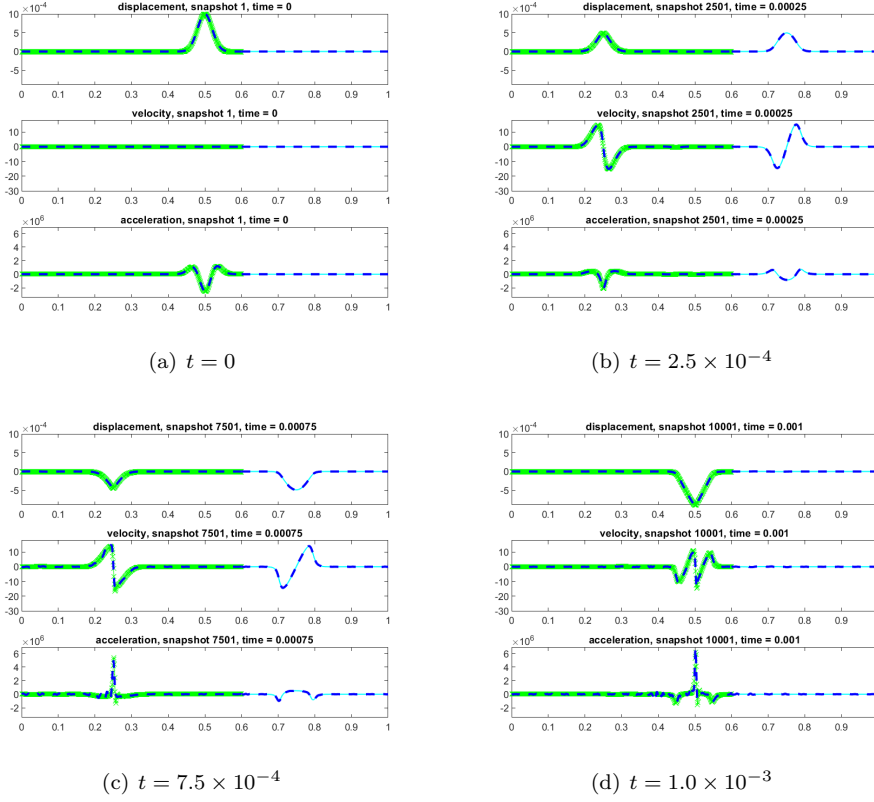 displacement, snapshot 1, time = 0
×10⁻⁴
10
5
0
-5
0 0.1 0.2 0.3 0.4 0.5 0.6 0.7 0.8 0.9 1
velocity, snapshot 1, time = 0
10
0
-10
-20
-30
0 0.1 0.2 0.3 0.4 0.5 0.6 0.7 0.8 0.9 1
acceleration, snapshot 1, time = 0
×10⁶
6
4
2
0
-2
0 0.1 0.2 0.3 0.4 0.5 0.6 0.7 0.8 0.9 1
(a) t = 0
displacement, snapshot 2501, time = 0.00025
×10⁻⁴
10
5
0
-5
0 0.1 0.2 0.3 0.4 0.5 0.6 0.7 0.8 0.9
velocity, snapshot 2501, time = 0.00025
10
0
-10
-20
-30
0 0.1 0.2 0.3 0.4 0.5 0.6 0.7 0.8 0.9
acceleration, snapshot 2501, time = 0.00025
×10⁶
6
4
2
0
-2
0 0.1 0.2 0.3 0.4 0.5 0.6 0.7 0.8 0.9
(b) t = 2.5 × 10⁻⁴
displacement, snapshot 7501, time = 0.00075
×10⁻⁴
10
5
0
-5
0 0.1 0.2 0.3 0.4 0.5 0.6 0.7 0.8 0.9 1
velocity, snapshot 7501, time = 0.00075
10
0
-10
-20
-30
0 0.1 0.2 0.3 0.4 0.5 0.6 0.7 0.8 0.9 1
acceleration, snapshot 7501, time = 0.00075
×10⁶
6
4
2
0
-2
0 0.1 0.2 0.3 0.4 0.5 0.6 0.7 0.8 0.9 1
(c) t = 7.5 × 10⁻⁴
displacement, snapshot 10001, time = 0.001
×10⁻⁴
10
5
0
-5
0 0.1 0.2 0.3 0.4 0.5 0.6 0.7 0.8 0.9
velocity, snapshot 10001, time = 0.001
10
0
-10
-20
-30
0 0.1 0.2 0.3 0.4 0.5 0.6 0.7 0.8 0.9
acceleration, snapshot 10001, time = 0.001
×10⁶
6
4
2
0
-2
0 0.1 0.2 0.3 0.4 0.5 0.6 0.7 0.8 0.9
(d) t = 1.0 × 10⁻³